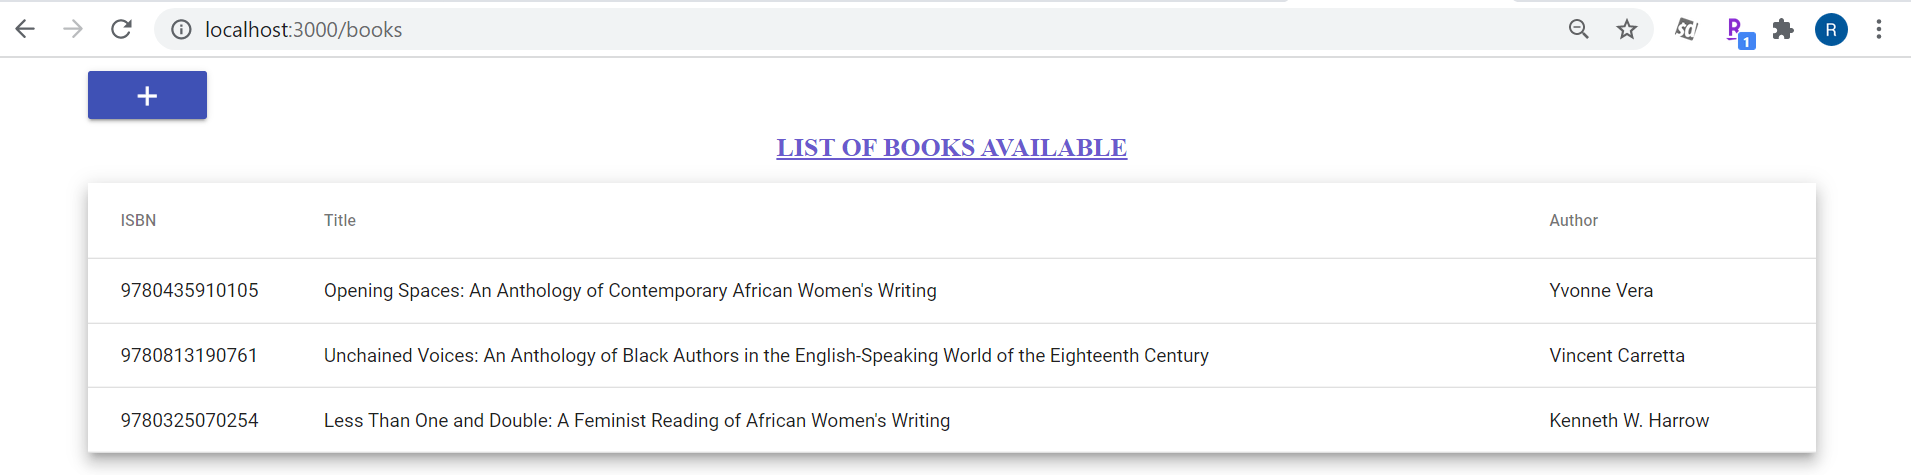 localhost:3000/books
R
1
R
+
LIST OF BOOKS AVAILABLE
ISBN Title Author
9780435910105 Opening Spaces: An Anthology of Contemporary African Women's Writing Yvonne Vera
9780813190761 Unchained Voices: An Anthology of Black Authors in the English-Speaking World of the Eighteenth Century Vincent Carretta
9780325070254 Less Than One and Double: A Feminist Reading of African Women's Writing Kenneth W. Harrow